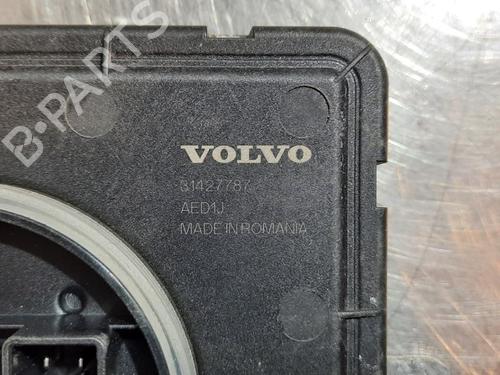 B-PARTS
VOLVO
31427787
AED1J
MADE IN ROMANIA